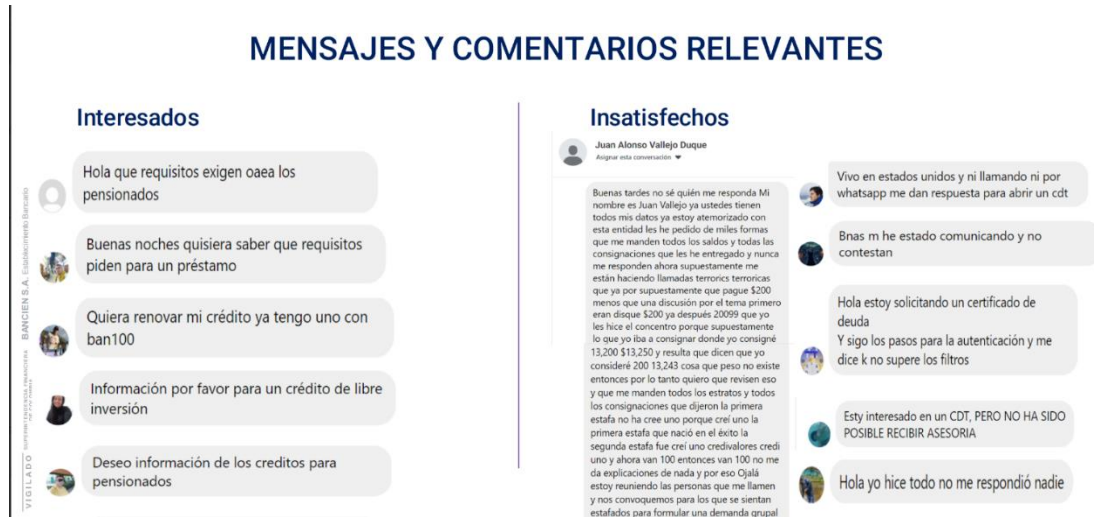 MENSAJES Y COMENTARIOS RELEVANTES
Interesados
Hola que requisitos exigen oaea los
pensionados
Buenas noches quisiera saber que requisitos
piden para un préstamo
Quiera renovar mi crédito ya tengo uno con
ban100
Información por favor para un crédito de libre
inversión
Deseo información de los creditos para
pensionados
Insatisfechos
Juan Alonso Vallejo Duque
Asignar esta conversación
Buenas tardes no sé quién me responda Mi
nombre es Juan Vallejo ya ustedes tienen
todos mis datos ya estoy atemorizado con
esta entidad les he pedido de miles formas
que me manden todos los saldos y todas las
consignaciones que les he entregado y nunca
me responden ahora supuestamente me
están haciendo llamadas terrorics terroricas
que ya por supuestamente que pague $200
menos que una discusión por el tema primero
eran disque $200 ya después 20099 que yo
les hice el concentro porque supuestamente
lo que yo iba a consignar donde yo consigné
13,200 $13,250 y resulta que dicen que yo
consideré 200 13,243 cosa que peso no existe
entonces por lo tanto quiero que revisen eso
y que me manden todos los estratos y todos
los consignaciones que dijeron la primera
estafa no ha cree uno porque creí uno la
primera estafa que nació en el éxito la
segunda estafa fue creí uno credivalores credi
uno y ahora van 100 entonces van 100 no me
da explicaciones de nada y por eso Ojalá
estoy reuniendo las personas que me llamen
y nos convoquemos para los que se sientan
estafados para formular una demanda grupal
Vivo en estados unidos y ni llamando ni por
whatsapp me dan respuesta para abrir un cdt
Bnas m he estado comunicando y no
contestan
Hola estoy solicitando un certificado de
deuda
Y sigo los pasos para la autenticación y me
dice k no supere los filtros
Esty interesado en un CDT, PERO NO HA SIDO
POSIBLE RECIBIR ASESORIA
Hola yo hice todo no me respondió nadie
VIGILADO SUPERINTENDENCIA FINANCIERA
DE COLOMBIA
BANCIEN S.A. Establecimiento Bancario